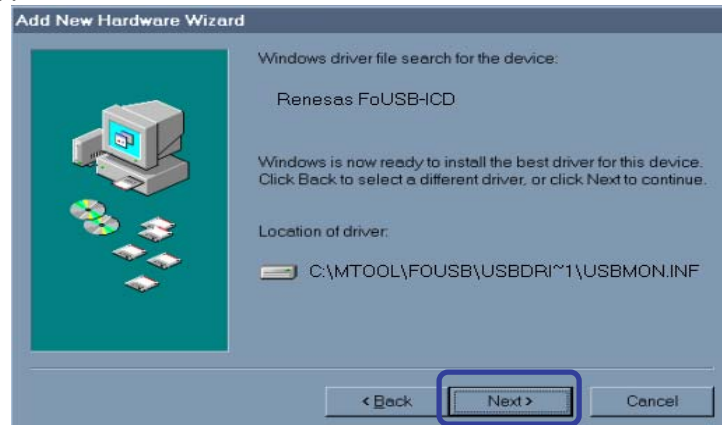 Add New Hardware Wizard
Windows driver file search for the device:
Renesas FoUSB-ICD
Windows is now ready to install the best driver for this device.
Click Back to select a different driver, or click Next to continue.
Location of driver:
C:\MTOOL\FOUSB\USBDRI~1\USBMON.INF
< Back
Next >
Cancel